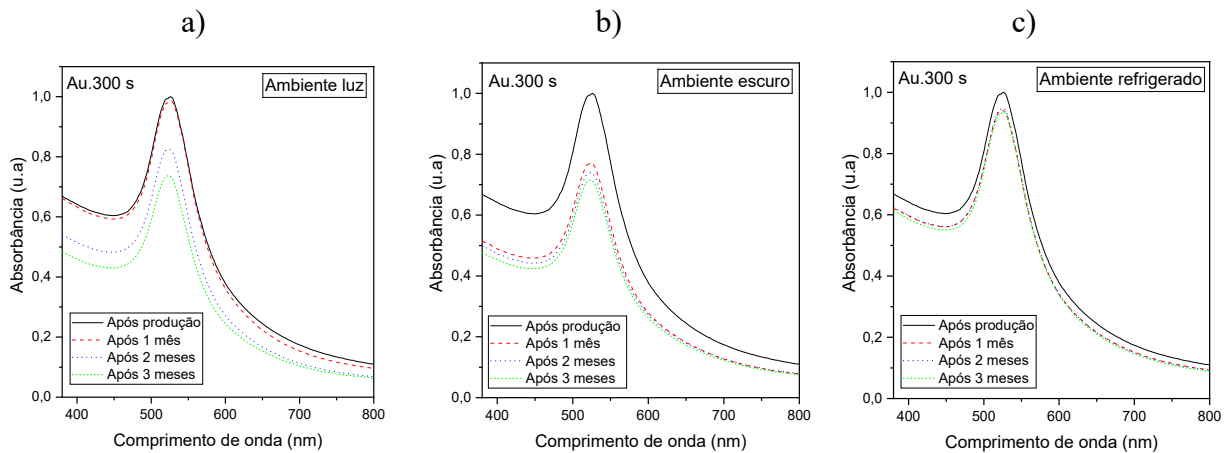 a)
Au.300 s
Ambiente luz
1,0
0,8
0,6
0,4
0,2
0,0
Absorbância (u.a)
Após produção
Após 1 mês
Após 2 meses
Após 3 meses
400 500 600 700 800
Comprimento de onda (nm)
b)
Au.300 s
Ambiente escuro
1,0
0,8
0,6
0,4
0,2
0,0
Absorbância (u.a)
Após produção
Após 1 mês
Após 2 meses
Após 3 meses
400 500 600 700 800
Comprimento de onda (nm)
c)
Au.300 s
Ambiente refrigerado
1,0
0,8
0,6
0,4
0,2
0,0
Absorbância (u.a)
Após produção
Após 1 mês
Após 2 meses
Após 3 meses
400 500 600 700 800
Comprimento de onda (nm)